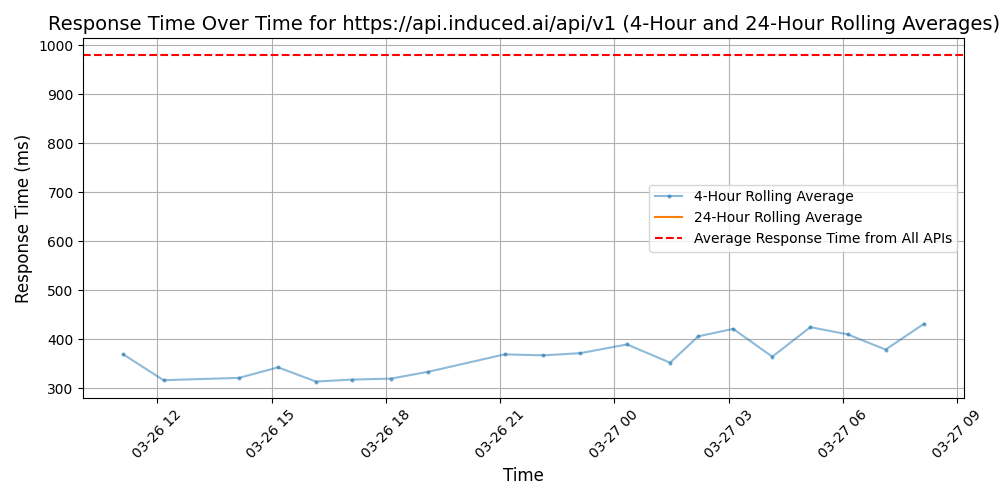 Response Time Over Time for https://api.induced.ai/api/v1 (4-Hour and 24-Hour Rolling Averages)
Response Time (ms)
1000
900
800
700
600
500
400
300
4-Hour Rolling Average
24-Hour Rolling Average
Average Response Time from All APIs
03-26 12
03-26 15
03-26 18
03-26 21
03-27 00
03-27 03
03-27 06
03-27 09
Time